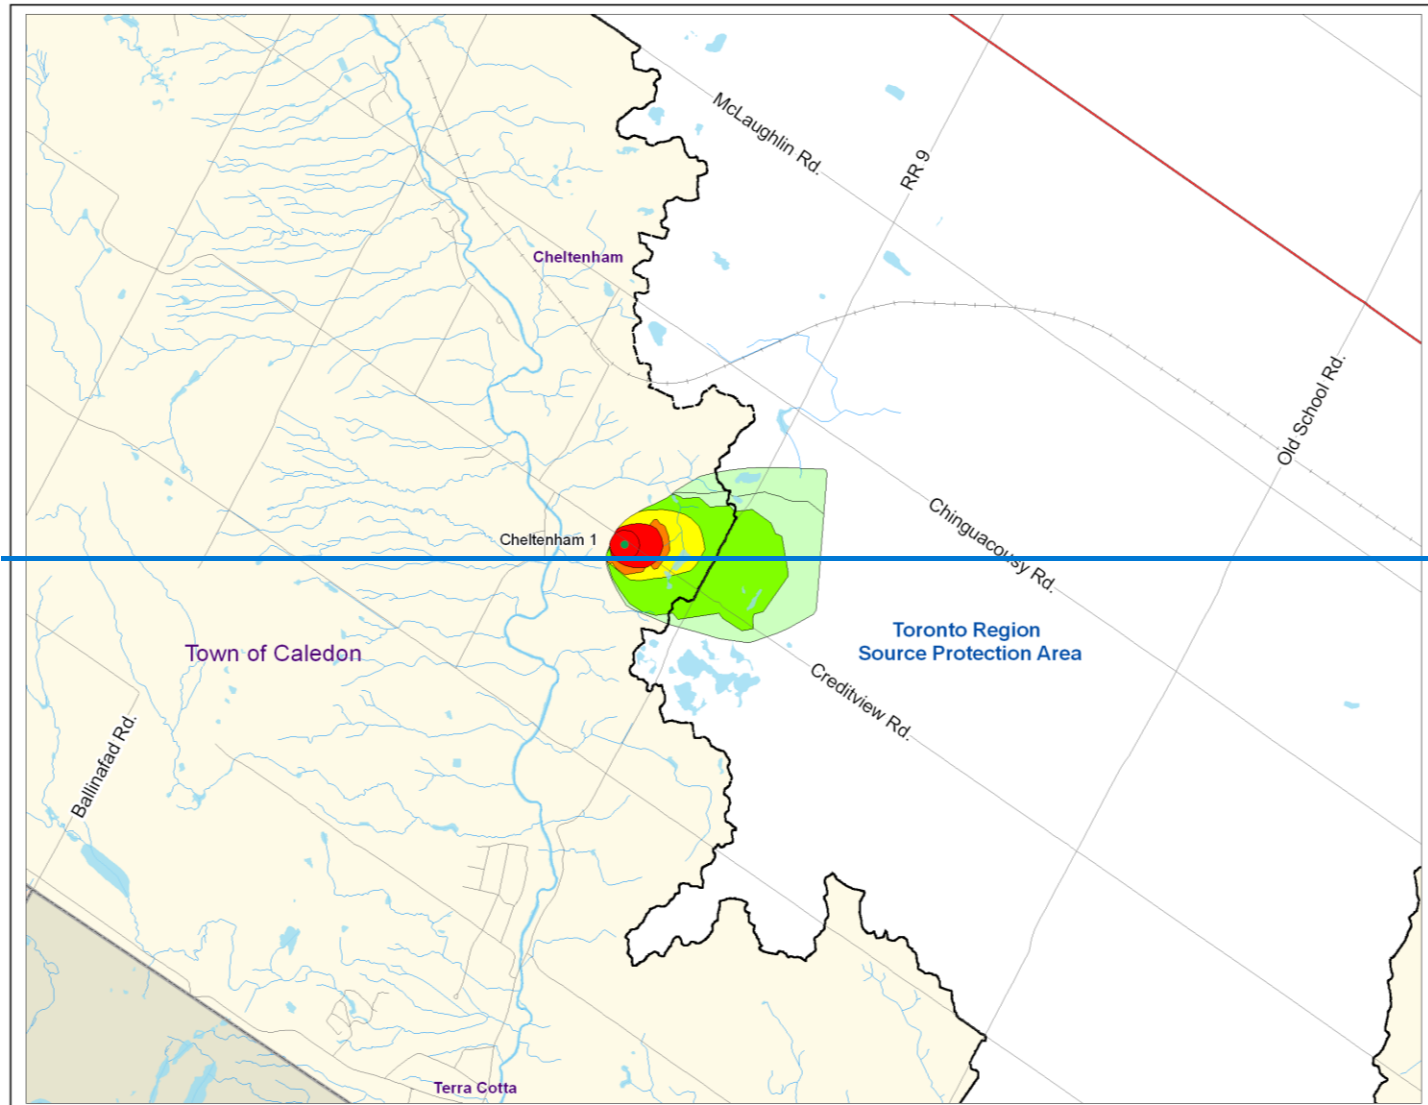 McLaughlin Rd.
RR 9
Cheltenham
Old School Rd.
Chinguacousy Rd.
Cheltenham 1
Toronto Region
Source Protection Area
Town of Caledon
Creditview Rd.
Ballinafad Rd.
Terra Cotta